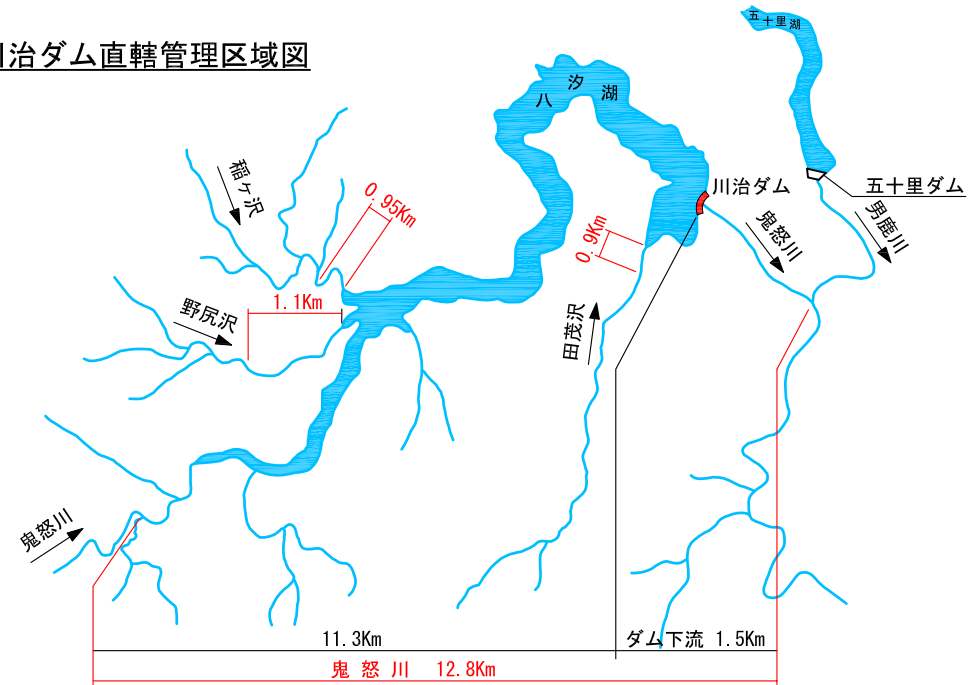 川治ダム直轄管理区域図
五十里湖
八汐湖
稲ヶ沢
0.95Km
川治ダム
五十里ダム
鬼怒川
男鹿川
0.9Km
1.1Km
野尻沢
田茂沢
鬼怒川
11.3Km
ダム下流 1.5Km
鬼怒川 12.8Km